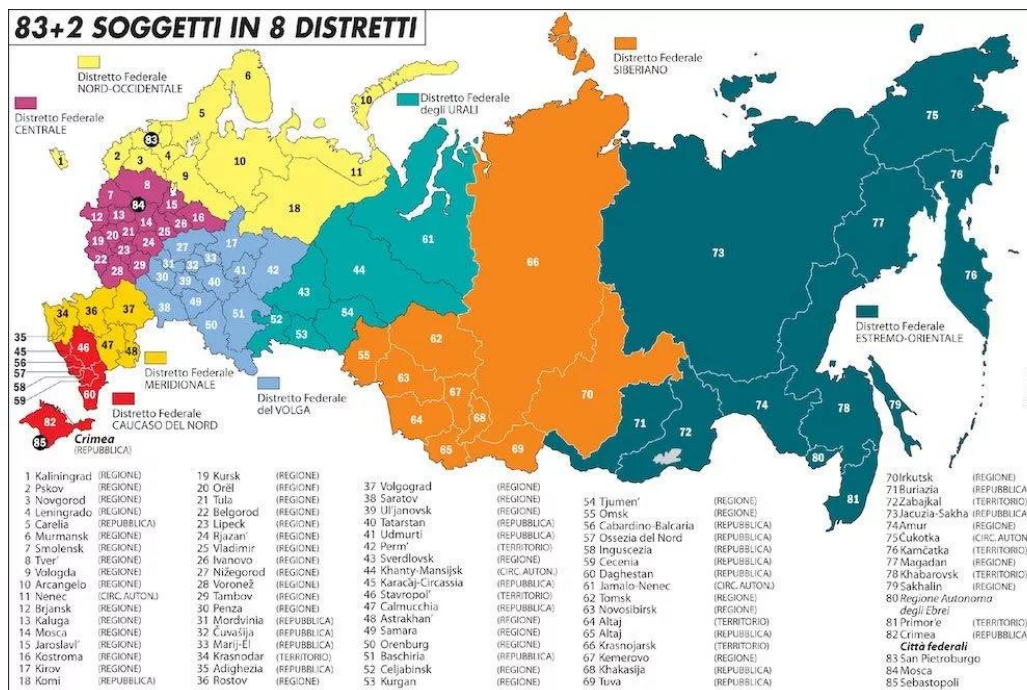 83+2 SOGGETTI IN 8 DISTRETTI
Distretto Federale
NORD-OCCIDENTALE
Distretto Federale
CENTRALE
Distretto Federale
degli URALI
Distretto Federale
SIBERIANO
Distretto Federale
ESTREMO-ORIENTALE
Distretto Federale
MERIDIONALE
Distretto Federale
del VOLGA
Distretto Federale
CAUCASO DEL NORD
Crimea
(REPUBBLICA)
1 Kaliningrad (REGIONE)
2 Pskov (REGIONE)
3 Novgorod (REGIONE)
4 Leningrado (REGIONE)
5 Carelia (REPUBBLICA)
6 Murmansk (REGIONE)
7 Smolensk (REGIONE)
8 Tver' (REGIONE)
9 Vologda (REGIONE)
10 Arcangelo (REGIONE)
11 Nenec (CIRC. AUTON.)
12 Brjansk (REGIONE)
13 Kaluga (REGIONE)
14 Mosca (REGIONE)
15 Jaroslavl' (REGIONE)
16 Kostroma (REGIONE)
17 Kirov (REGIONE)
18 Komi (REPUBBLICA)
19 Kursk (REGIONE)
20 Orël (REGIONE)
21 Tula (REGIONE)
22 Belgorod (REGIONE)
23 Lipeck (REGIONE)
24 Rjazan' (REGIONE)
25 Vladimir (REGIONE)
26 Ivanovo (REGIONE)
27 Nižegorod (REGIONE)
28 Voronež (REGIONE)
29 Tambov (REGIONE)
30 Penza (REGIONE)
31 Mordvinia (REPUBBLICA)
32 Čuvašija (REPUBBLICA)
33 Marij-El (REPUBBLICA)
34 Krasnodar (TERRITORIO)
35 Adighezia (REPUBBLICA)
36 Rostov (REGIONE)
37 Volgograd (REGIONE)
38 Saratov (REGIONE)
39 Ul'janovsk (REGIONE)
40 Tatarstan (REPUBBLICA)
41 Udmurti (REPUBBLICA)
42 Perm' (TERRITORIO)
43 Sverdlovsk (REGIONE)
44 Khanty-Mansijsk (CIRC. AUTON.)
45 Karačaj-Circassia (REPUBBLICA)
46 Stavropol' (TERRITORIO)
47 Calmucchia (REPUBBLICA)
48 Astrakhan' (REGIONE)
49 Samara (REGIONE)
50 Orenburg (REGIONE)
51 Baschiria (REPUBBLICA)
52 Celjabinsk (REGIONE)
53 Kurgan (REGIONE)
54 Tjumen' (REGIONE)
55 Omsk (REGIONE)
56 Cabardino-Balcaria (REPUBBLICA)
57 Ossezia del Nord (REPUBBLICA)
58 Inguscezia (REPUBBLICA)
59 Cecenia (REPUBBLICA)
60 Daghestan (REPUBBLICA)
61 Jamalo-Nenec (CIRC. AUTON.)
62 Tomsk (REGIONE)
63 Novosibirsk (REGIONE)
64 Altaj (TERRITORIO)
65 Altaj (REPUBBLICA)
66 Krasnojarsk (TERRITORIO)
67 Kemerovo (REGIONE)
68 Khakasija (REPUBBLICA)
69 Tuva (REPUBBLICA)
70 Irkutsk (REGIONE)
71 Buriazia (REPUBBLICA)
72 Zabajkal (TERRITORIO)
73 Jacuzia-Sakha (REPUBBLICA)
74 Amur (REGIONE)
75 Čukotka (CIRC. AUTON.)
76 Kamčatka (TERRITORIO)
77 Magadan (REGIONE)
78 Khabarovsk (TERRITORIO)
79 Sakhalin (REGIONE)
80 Regione Autonoma
degli Ebrei
81 Primor'e (TERRITORIO)
82 Crimea (REPUBBLICA)
Città federali
83 San Pietroburgo
84 Mosca
85 Sebastopoli